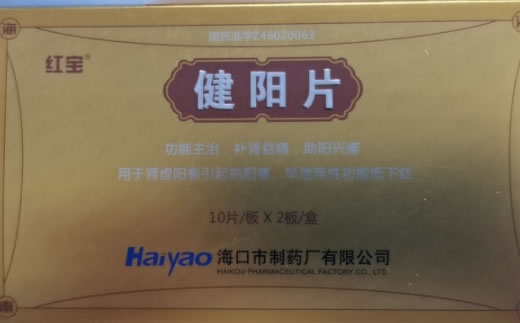 海
国药准字Z46020063
红宝®
健阳片
功能主治：补肾益精，助阳兴痿
用于肾虚阳衰引起的阳痿、早泄等性功能低下症
10片/板 X 2板/盒
Haiyao 海口市制药厂有限公司
HAIKOU PHARMACEUTICAL FACTORY CO., LTD.
南